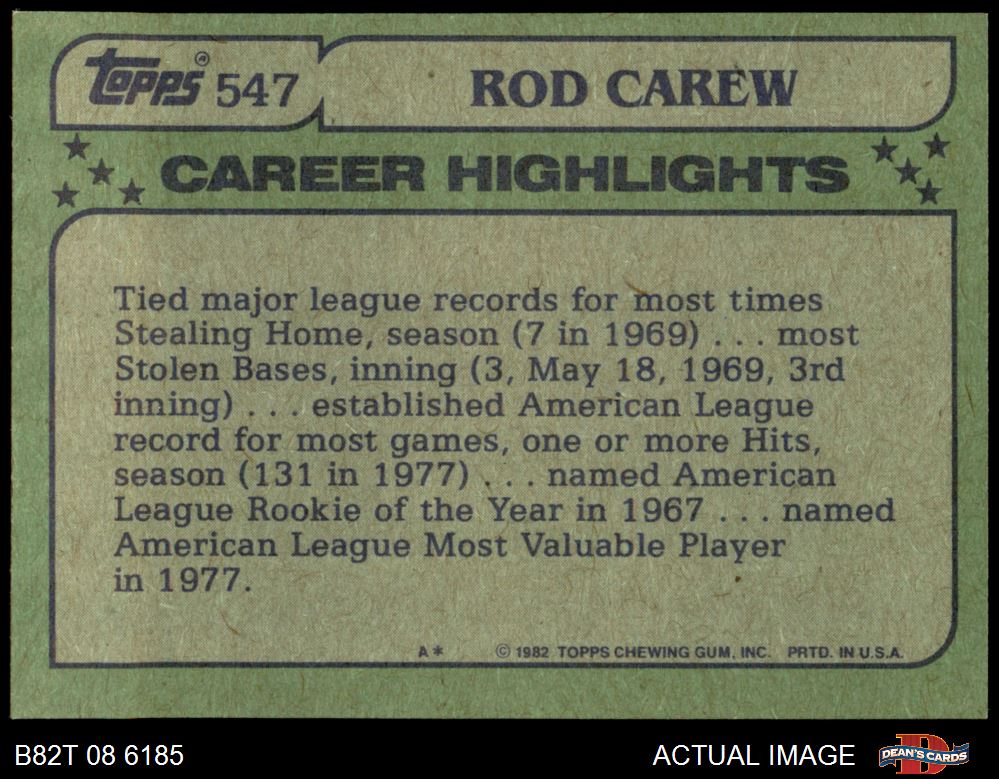 Topps® 547 ROD CAREW
CAREER HIGHLIGHTS
Tied major league records for most times
Stealing Home, season (7 in 1969) . . . most
Stolen Bases, inning (3, May 18, 1969, 3rd
inning) . . . established American League
record for most games, one or more Hits,
season (131 in 1977) . . . named American
League Rookie of the Year in 1967 . . . named
American League Most Valuable Player
in 1977.
A* © 1982 TOPPS CHEWING GUM, INC. PRTD. IN U.S.A.
B82T 08 6185 ACTUAL IMAGE D DEAN'S CARDS